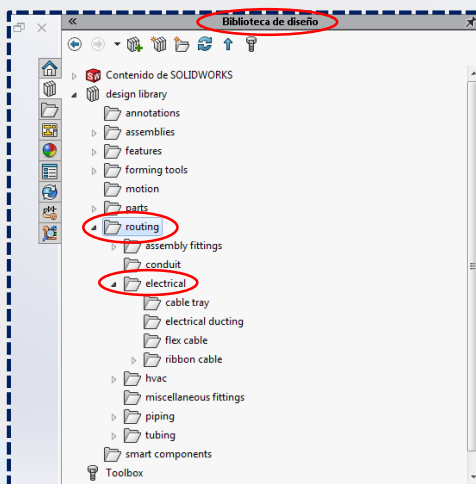 Biblioteca de diseño
Contenido de SOLIDWORKS
design library
annotations
assemblies
features
forming tools
motion
parts
routing
assembly fittings
conduit
electrical
cable tray
electrical ducting
flex cable
ribbon cable
hvac
miscellaneous fittings
piping
tubing
smart components
Toolbox